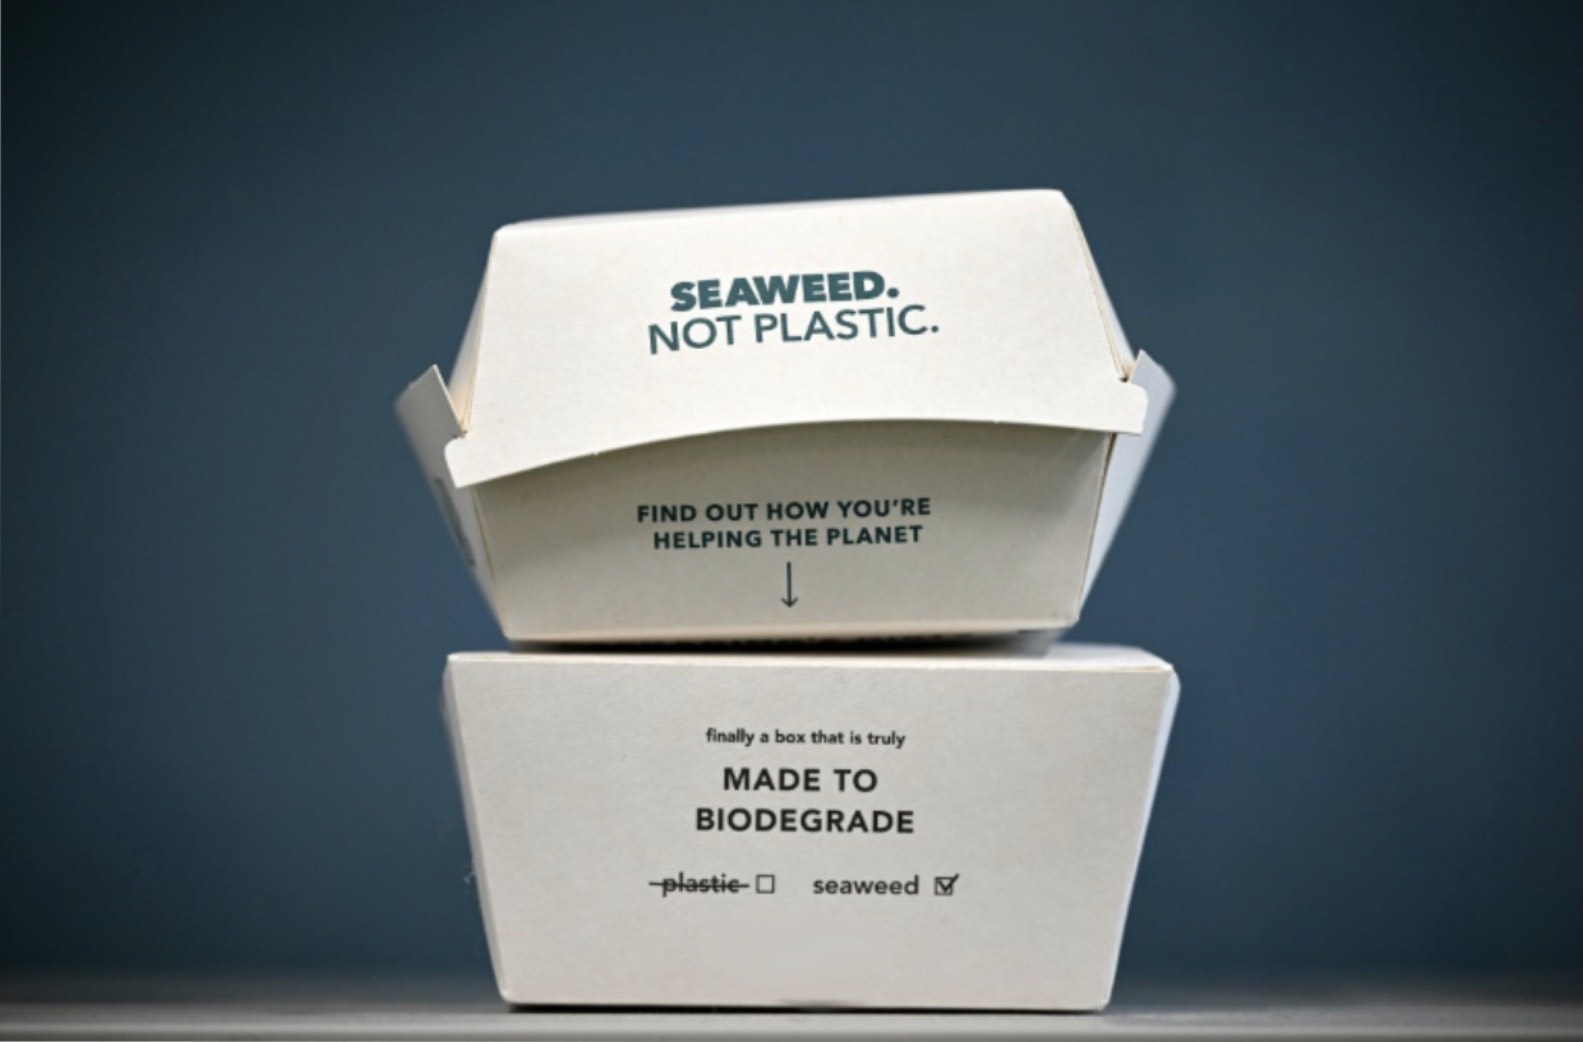 SEAWEED.
NOT PLASTIC.
FIND OUT HOW YOU'RE
HELPING THE PLANET
finally a box that is truly
MADE TO
BIODEGRADE
plastic seaweed